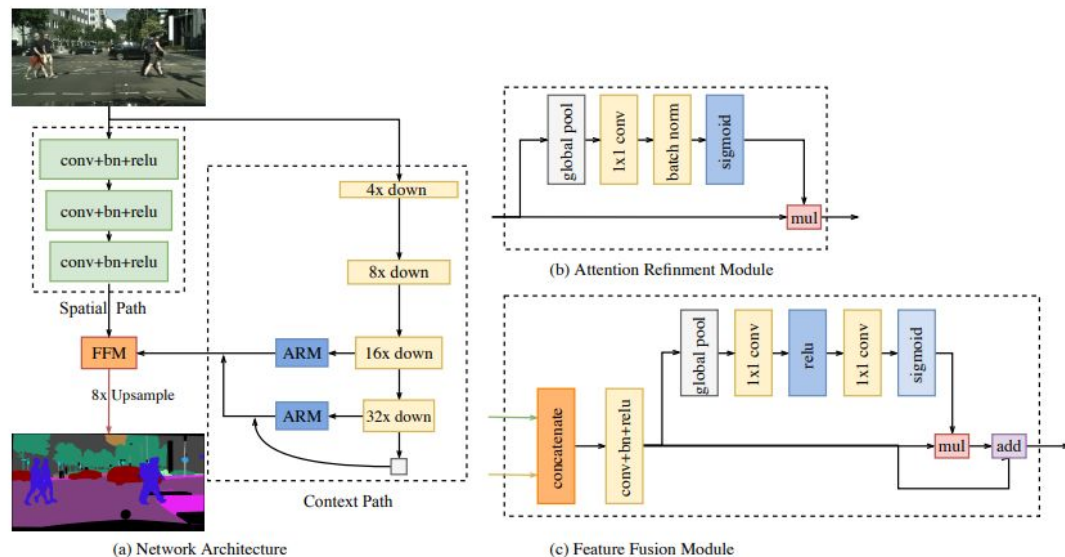 conv+bn+relu
conv+bn+relu
conv+bn+relu
Spatial Path
FFM
8x Upsample
4x down
8x down
ARM
16x down
ARM
32x down
Context Path
(a) Network Architecture
global pool
1x1 conv
batch norm
sigmoid
mul
(b) Attention Refinment Module
global pool
1x1 conv
relu
1x1 conv
sigmoid
concatenate
conv+bn+relu
mul
add
(c) Feature Fusion Module